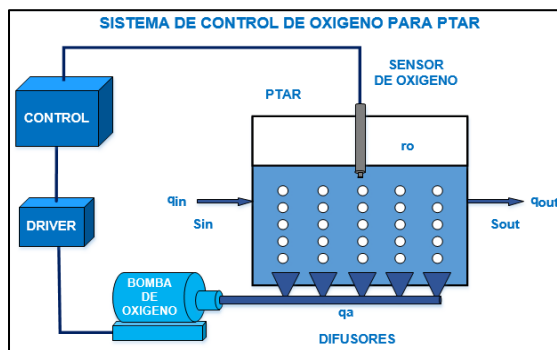 SISTEMA DE CONTROL DE OXIGENO PARA PTAR
SENSOR
DE OXIGENO
PTAR
CONTROL
ro
qin
Sin
qout
Sout
DRIVER
BOMBA
DE
OXIGENO
qa
DIFUSORES